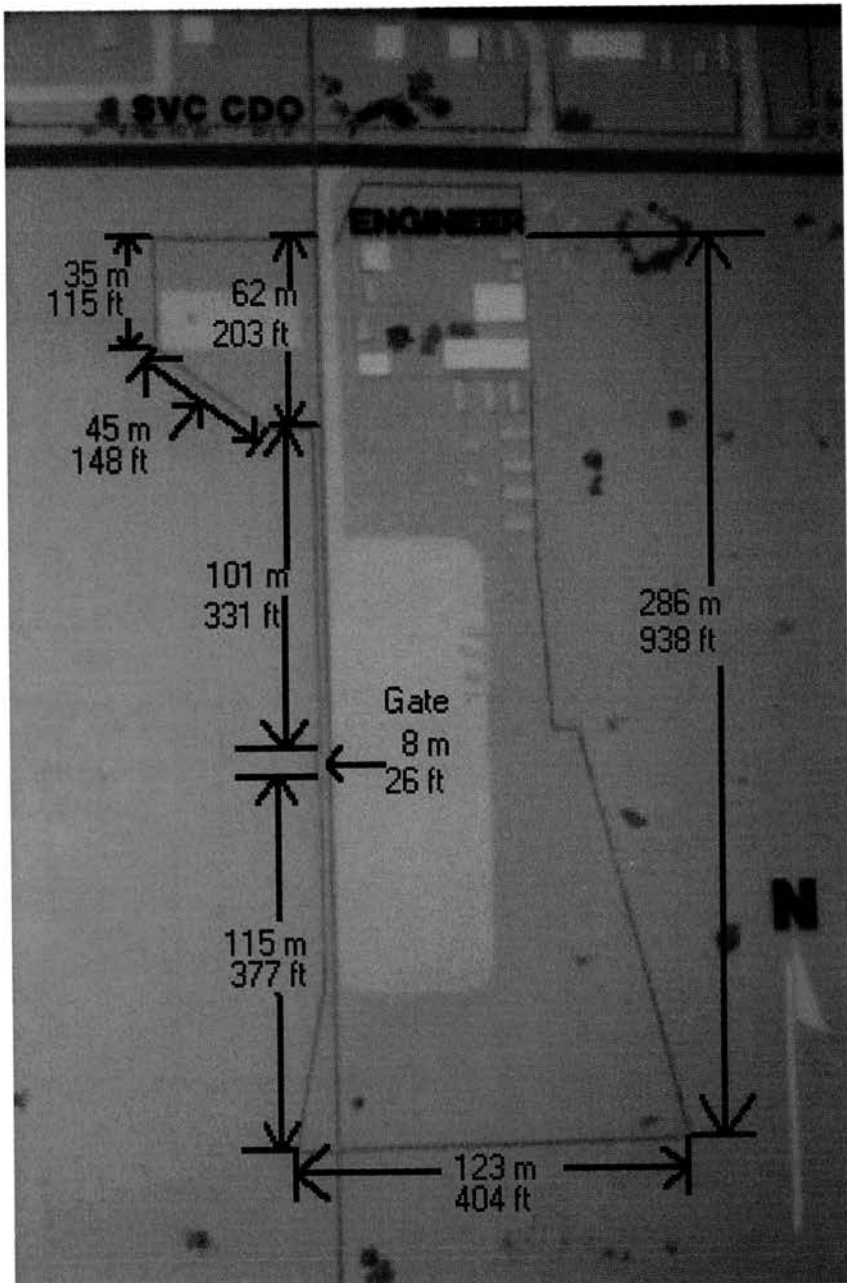 SVC CDO
ENGINEER
35 m
115 ft
62 m
203 ft
45 m
148 ft
101 m
331 ft
286 m
938 ft
Gate
8 m
26 ft
N
115 m
377 ft
123 m
404 ft